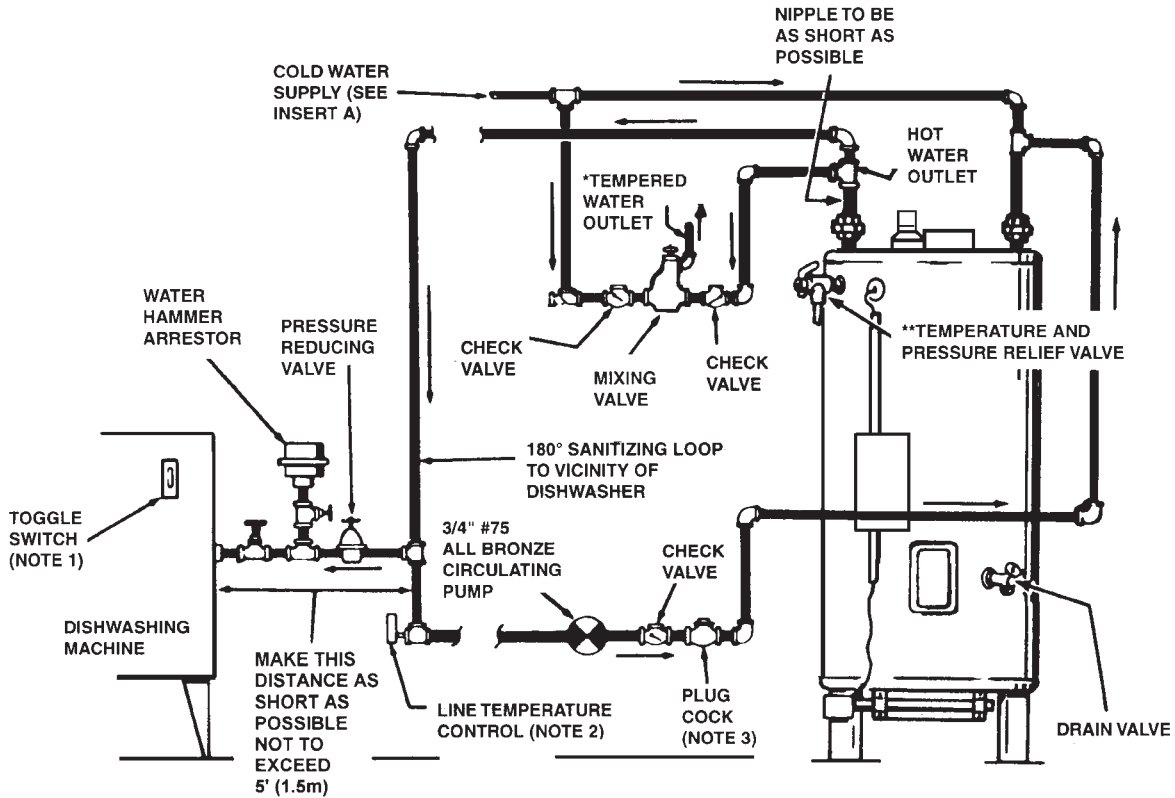 NIPPLE TO BE
AS SHORT AS
POSSIBLE
COLD WATER
SUPPLY (SEE
INSERT A)
HOT
WATER
OUTLET
*TEMPERED
WATER
OUTLET
WATER
HAMMER
ARRESTOR
PRESSURE
REDUCING
VALVE
CHECK
VALVE
MIXING
VALVE
CHECK
VALVE
**TEMPERATURE AND
PRESSURE RELIEF VALVE
180° SANITIZING LOOP
TO VICINITY OF
DISHWASHER
TOGGLE
SWITCH
(NOTE 1)
3/4" #75
ALL BRONZE
CIRCULATING
PUMP
CHECK
VALVE
DISHWASHING
MACHINE
MAKE THIS
DISTANCE AS
SHORT AS
POSSIBLE
NOT TO
EXCEED
5' (1.5m)
LINE TEMPERATURE
CONTROL (NOTE 2)
PLUG
COCK
(NOTE 3)
DRAIN VALVE